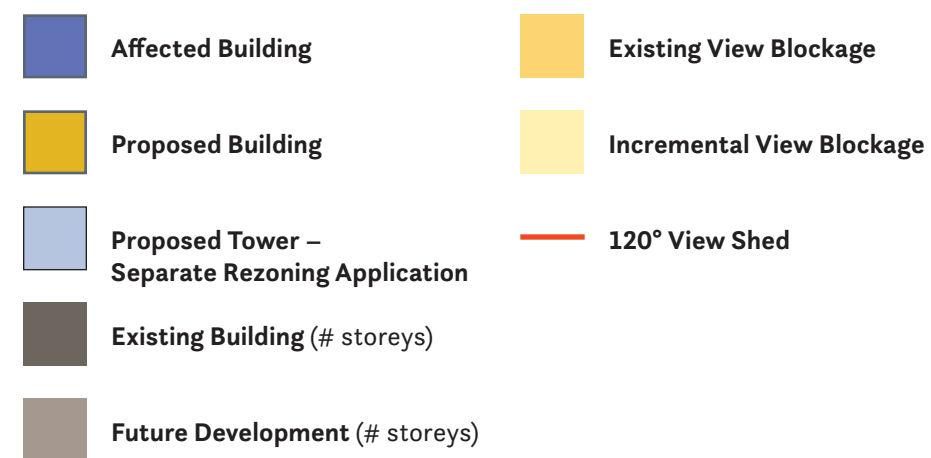 Affected Building
Proposed Building
Proposed Tower –
Separate Rezoning Application
Existing Building (# storeys)
Future Development (# storeys)
Existing View Blockage
Incremental View Blockage
120° View Shed